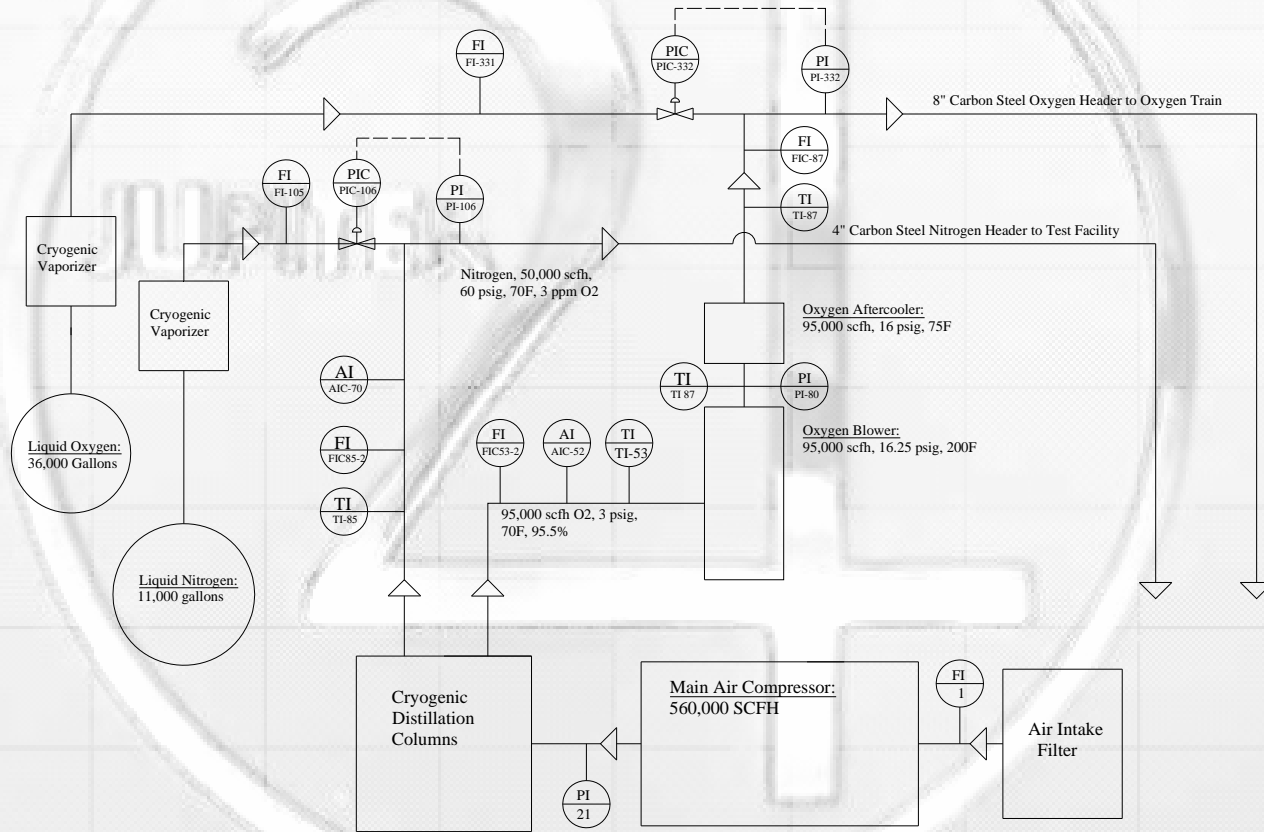 FI
FI-331
PIC
PIC-332
PI
PI-332
8" Carbon Steel Oxygen Header to Oxygen Train
FI
FIC-87
FI
FI-105
PIC
PIC-106
PI
PI-106
TI
TI-87
4" Carbon Steel Nitrogen Header to Test Facility
JUPITER
Cryogenic
Vaporizer
Cryogenic
Vaporizer
Nitrogen, 50,000 scfh,
60 psig, 70F, 3 ppm O2
Oxygen Aftercooler:
95,000 scfh, 16 psig, 75F
AI
AIC-70
TI
TI 87
PI
PI-80
Liquid Oxygen:
36,000 Gallons
FI
FIC85-2
FI
FIC53-2
AI
AIC-52
TI
TI-53
Oxygen Blower:
95,000 scfh, 16.25 psig, 200F
TI
TI-85
95,000 scfh O2, 3 psig,
70F, 95.5%
Liquid Nitrogen:
11,000 gallons
Cryogenic
Distillation
Columns
Main Air Compressor:
560,000 SCFH
FI
1
Air Intake
Filter
PI
21